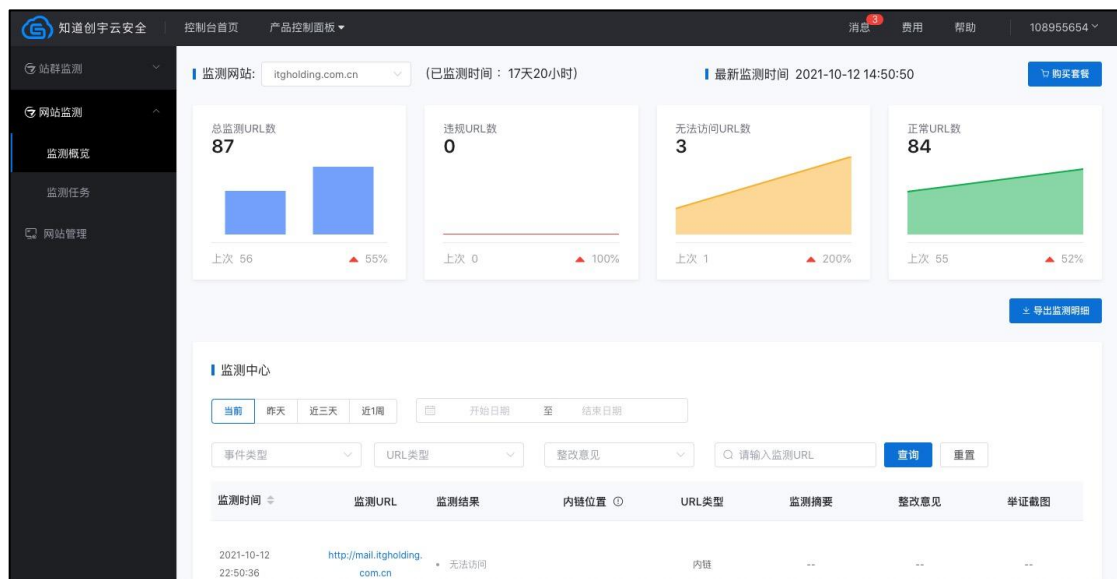 知道创宇云安全
控制台首页 产品控制面板
消息 3 费用 帮助 108955654
站群监测
网站监测
监测概览
监测任务
网站管理
监测网站: itgholding.com.cn (已监测时间 : 17天20小时) 最新监测时间 2021-10-12 14:50:50 购买套餐
总监测URL数
87
上次 56 55%
违规URL数
0
上次 0 100%
无法访问URL数
3
上次 1 200%
正常URL数
84
上次 55 52%
导出监测明细
监测中心
当前 昨天 近三天 近1周 开始日期 至 结束日期
事件类型 URL类型 整改意见 请输入监测URL 查询 重置
监测时间 监测URL 监测结果 内链位置 URL类型 监测摘要 整改意见 举证截图
2021-10-12
22:50:36
http://mail.itgholding.
com.cn
• 无法访问 内链 -- -- --